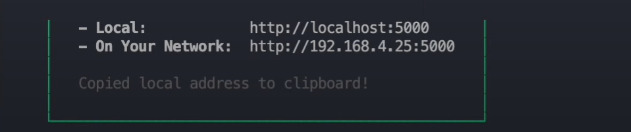 - Local: http://localhost:5000
- On Your Network: http://192.168.4.25:5000
Copied local address to clipboard!